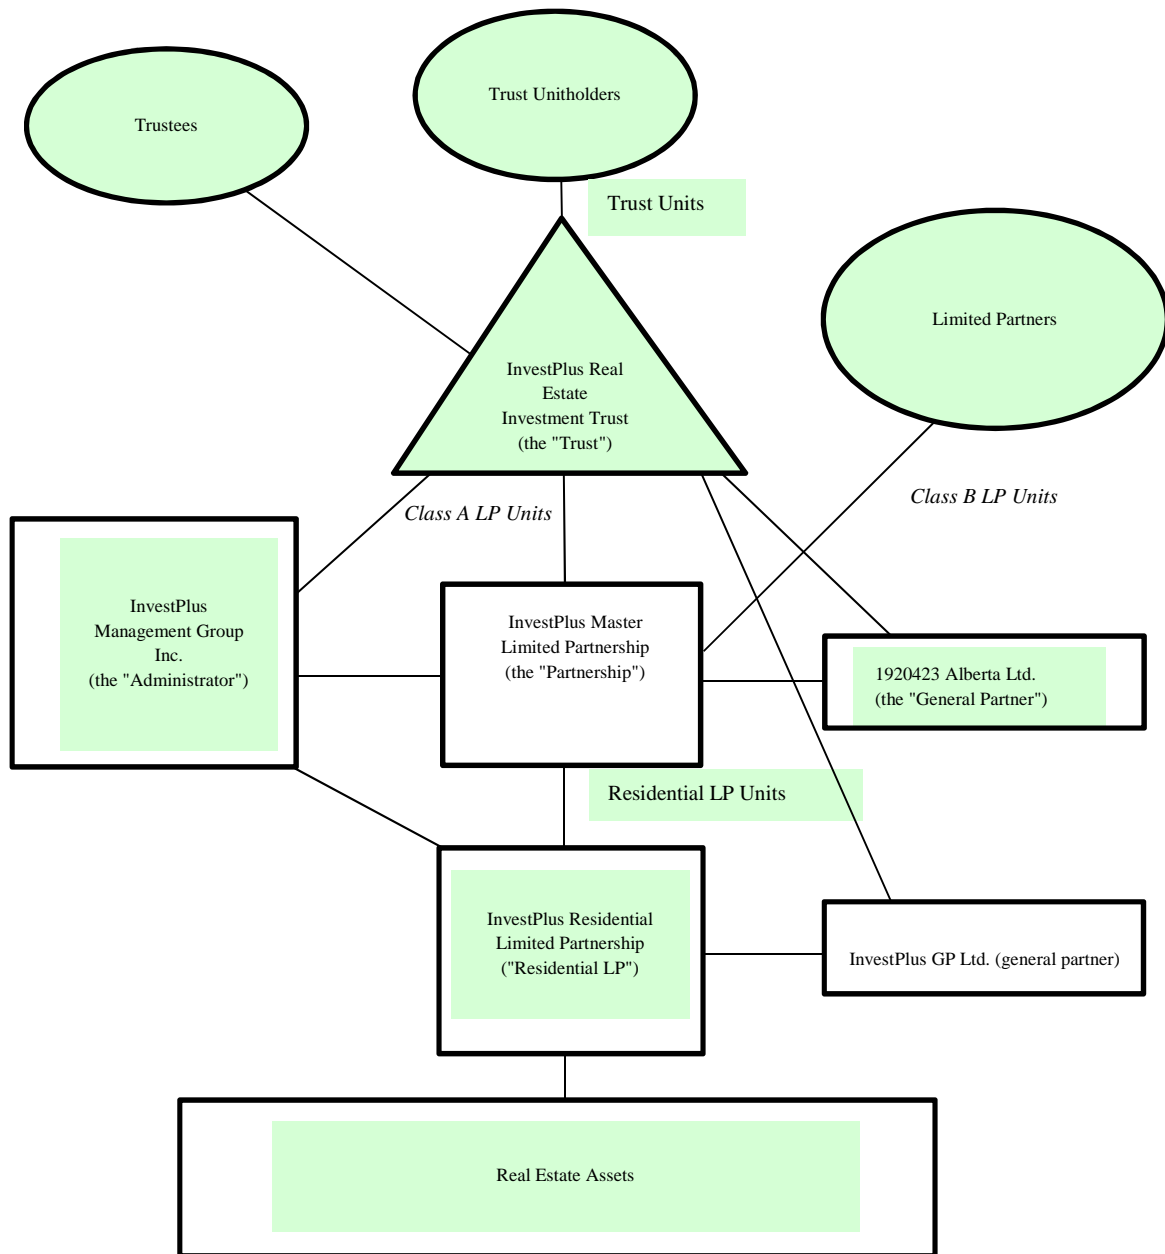 Trust Unitholders
Trustees
Trust Units
Limited Partners
InvestPlus Real
Estate
Investment Trust
(the "Trust")
Class A LP Units
Class B LP Units
InvestPlus
Management Group
Inc.
(the "Administrator")
InvestPlus Master
Limited Partnership
(the "Partnership")
1920423 Alberta Ltd.
(the "General Partner")
Residential LP Units
InvestPlus Residential
Limited Partnership
("Residential LP")
InvestPlus GP Ltd. (general partner)
Real Estate Assets